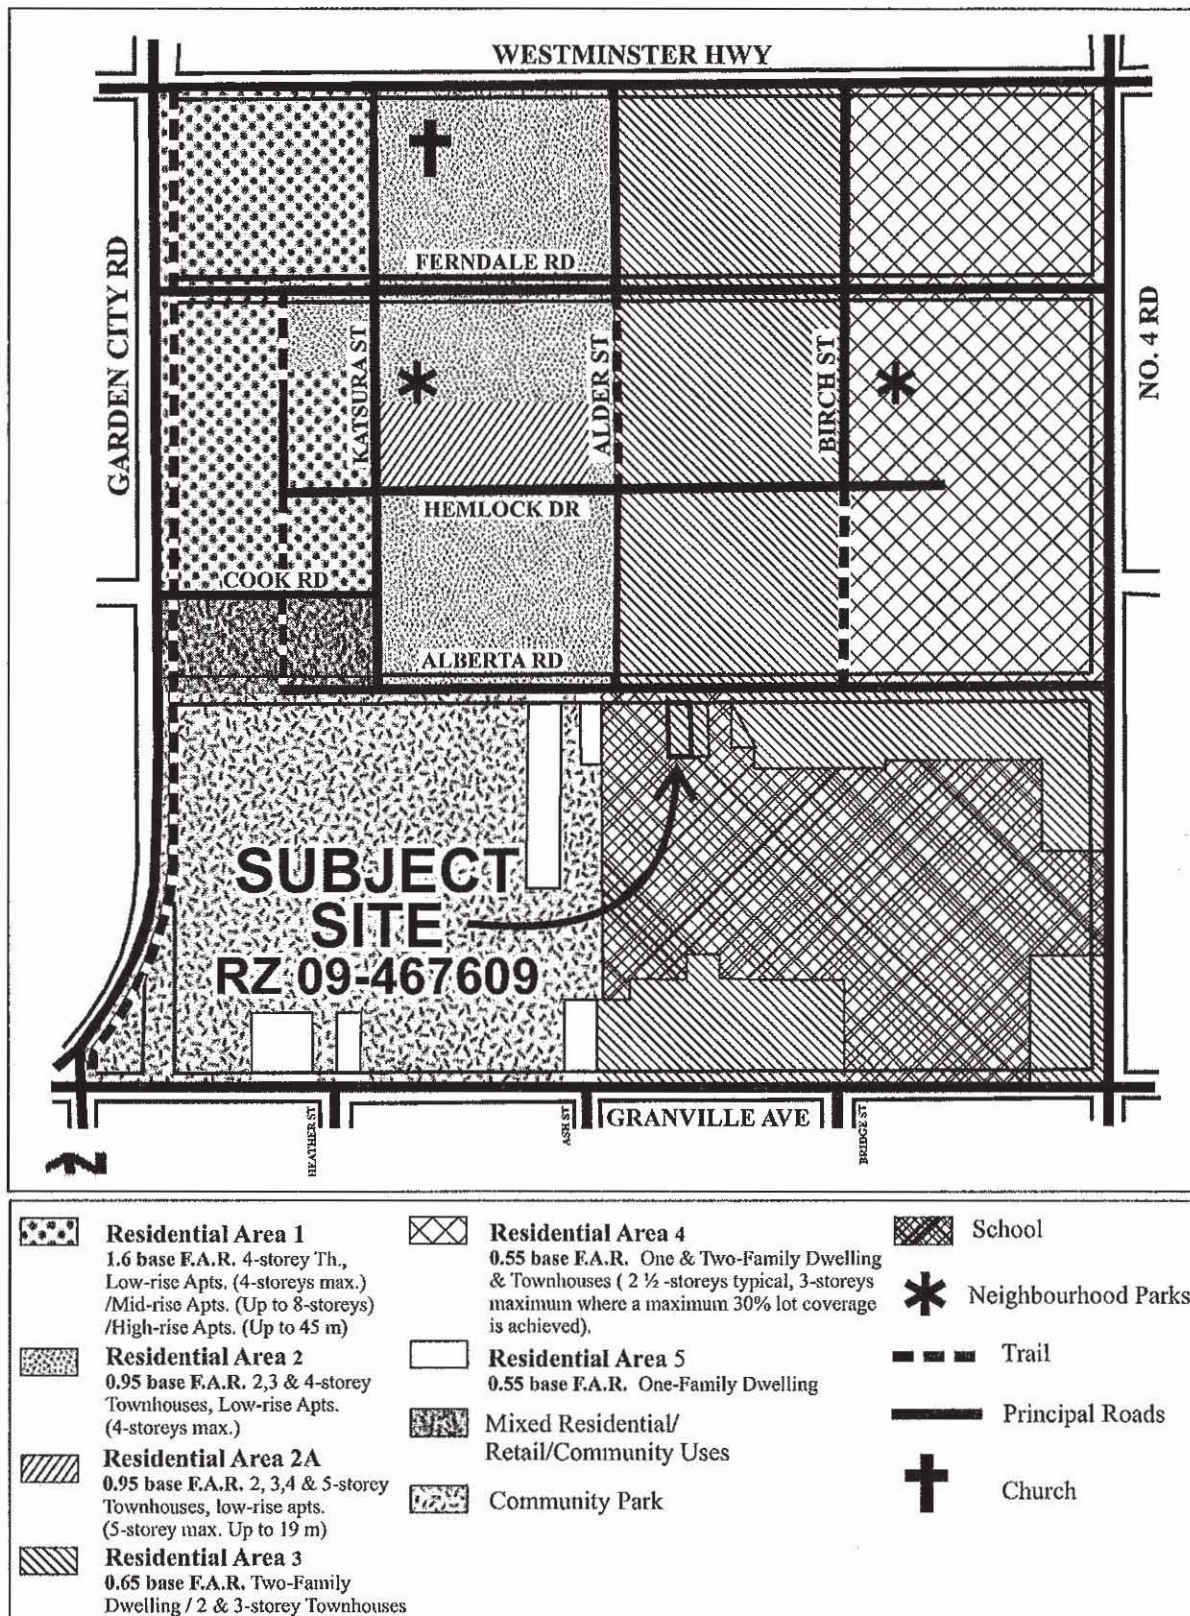 WESTMINSTER HWY
GARDEN CITY RD
FERNDALE RD
KATSURA ST
ALDER ST
BIRCH ST
NO. 4 RD
HEMLOCK DR
COOK RD
ALBERTA RD
SUBJECT
SITE
RZ 09-467609
HEATHER ST
ASH ST
GRANVILLE AVE
BRIDGE ST
N
Residential Area 1
1.6 base F.A.R. 4-storey Th.,
Low-rise Apts. (4-storeys max.)
/Mid-rise Apts. (Up to 8-storeys)
/High-rise Apts. (Up to 45 m)
Residential Area 2
0.95 base F.A.R. 2,3 & 4-storey
Townhouses, Low-rise Apts.
(4-storeys max.)
Residential Area 2A
0.95 base F.A.R. 2, 3,4 & 5-storey
Townhouses, low-rise apts.
(5-storey max. Up to 19 m)
Residential Area 3
0.65 base F.A.R. Two-Family
Dwelling / 2 & 3-storey Townhouses
Residential Area 4
0.55 base F.A.R. One & Two-Family Dwelling
& Townhouses ( 2 ½ -storeys typical, 3-storeys
maximum where a maximum 30% lot coverage
is achieved).
Residential Area 5
0.55 base F.A.R. One-Family Dwelling
Mixed Residential/
Retail/Community Uses
Community Park
School
Neighbourhood Parks
Trail
Principal Roads
Church